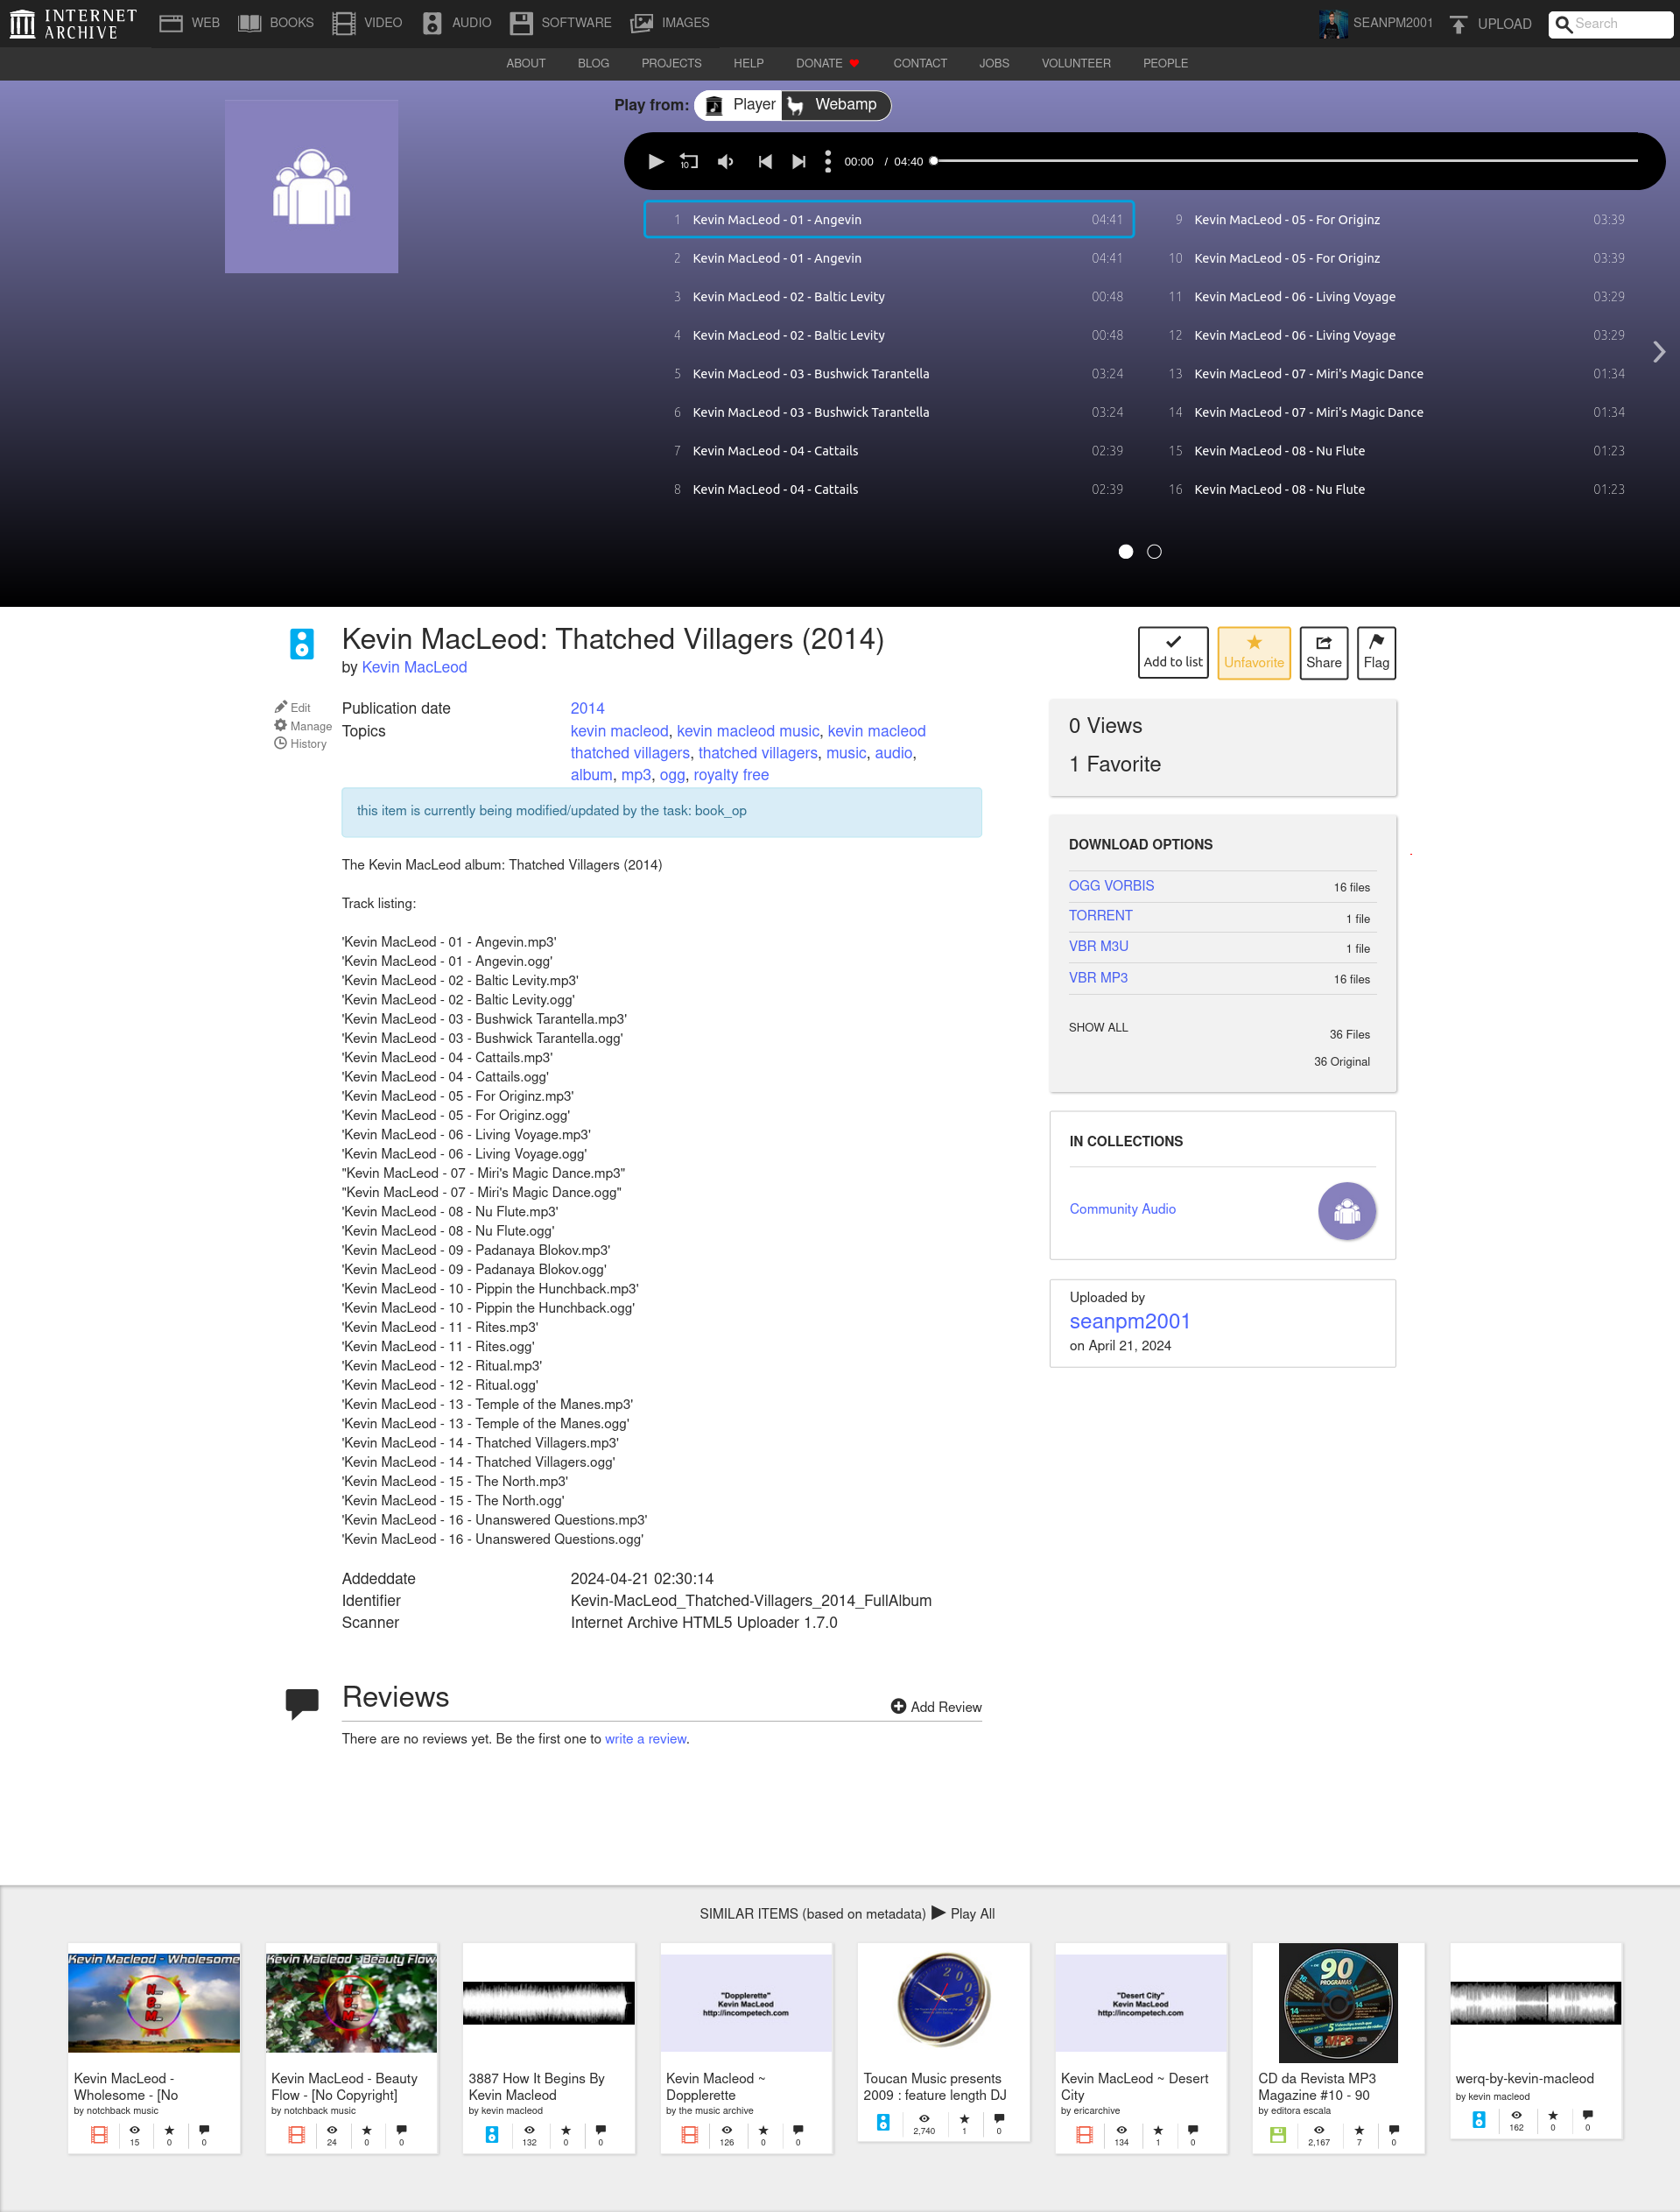 INTERNET ARCHIVE
WEB BOOKS VIDEO AUDIO SOFTWARE IMAGES
SEANPM2001 UPLOAD Search
ABOUT BLOG PROJECTS HELP DONATE CONTACT JOBS VOLUNTEER PEOPLE
Play from: Player Webamp
10 00:00 / 04:40
1 Kevin MacLeod - 01 - Angevin 04:41
2 Kevin MacLeod - 01 - Angevin 04:41
3 Kevin MacLeod - 02 - Baltic Levity 00:48
4 Kevin MacLeod - 02 - Baltic Levity 00:48
5 Kevin MacLeod - 03 - Bushwick Tarantella 03:24
6 Kevin MacLeod - 03 - Bushwick Tarantella 03:24
7 Kevin MacLeod - 04 - Cattails 02:39
8 Kevin MacLeod - 04 - Cattails 02:39
9 Kevin MacLeod - 05 - For Originz 03:39
10 Kevin MacLeod - 05 - For Originz 03:39
11 Kevin MacLeod - 06 - Living Voyage 03:29
12 Kevin MacLeod - 06 - Living Voyage 03:29
13 Kevin MacLeod - 07 - Miri's Magic Dance 01:34
14 Kevin MacLeod - 07 - Miri's Magic Dance 01:34
15 Kevin MacLeod - 08 - Nu Flute 01:23
16 Kevin MacLeod - 08 - Nu Flute 01:23
Kevin MacLeod: Thatched Villagers (2014)
by Kevin MacLeod
Add to list Unfavorite Share Flag
Edit
Manage
History
Publication date 2014
Topics kevin macleod, kevin macleod music, kevin macleod
thatched villagers, thatched villagers, music, audio,
album, mp3, ogg, royalty free
this item is currently being modified/updated by the task: book_op
The Kevin MacLeod album: Thatched Villagers (2014)
Track listing:
'Kevin MacLeod - 01 - Angevin.mp3'
'Kevin MacLeod - 01 - Angevin.ogg'
'Kevin MacLeod - 02 - Baltic Levity.mp3'
'Kevin MacLeod - 02 - Baltic Levity.ogg'
'Kevin MacLeod - 03 - Bushwick Tarantella.mp3'
'Kevin MacLeod - 03 - Bushwick Tarantella.ogg'
'Kevin MacLeod - 04 - Cattails.mp3'
'Kevin MacLeod - 04 - Cattails.ogg'
'Kevin MacLeod - 05 - For Originz.mp3'
'Kevin MacLeod - 05 - For Originz.ogg'
'Kevin MacLeod - 06 - Living Voyage.mp3'
'Kevin MacLeod - 06 - Living Voyage.ogg'
"Kevin MacLeod - 07 - Miri's Magic Dance.mp3"
"Kevin MacLeod - 07 - Miri's Magic Dance.ogg"
'Kevin MacLeod - 08 - Nu Flute.mp3'
'Kevin MacLeod - 08 - Nu Flute.ogg'
'Kevin MacLeod - 09 - Padanaya Blokov.mp3'
'Kevin MacLeod - 09 - Padanaya Blokov.ogg'
'Kevin MacLeod - 10 - Pippin the Hunchback.mp3'
'Kevin MacLeod - 10 - Pippin the Hunchback.ogg'
'Kevin MacLeod - 11 - Rites.mp3'
'Kevin MacLeod - 11 - Rites.ogg'
'Kevin MacLeod - 12 - Ritual.mp3'
'Kevin MacLeod - 12 - Ritual.ogg'
'Kevin MacLeod - 13 - Temple of the Manes.mp3'
'Kevin MacLeod - 13 - Temple of the Manes.ogg'
'Kevin MacLeod - 14 - Thatched Villagers.mp3'
'Kevin MacLeod - 14 - Thatched Villagers.ogg'
'Kevin MacLeod - 15 - The North.mp3'
'Kevin MacLeod - 15 - The North.ogg'
'Kevin MacLeod - 16 - Unanswered Questions.mp3'
'Kevin MacLeod - 16 - Unanswered Questions.ogg'
Addeddate 2024-04-21 02:30:14
Identifier Kevin-MacLeod_Thatched-Villagers_2014_FullAlbum
Scanner Internet Archive HTML5 Uploader 1.7.0
0 Views
1 Favorite
DOWNLOAD OPTIONS
OGG VORBIS 16 files
TORRENT 1 file
VBR M3U 1 file
VBR MP3 16 files
SHOW ALL 36 Files
36 Original
IN COLLECTIONS
Community Audio
Uploaded by
seanpm2001
on April 21, 2024
Reviews Add Review
There are no reviews yet. Be the first one to write a review.
SIMILAR ITEMS (based on metadata) Play All
Kevin Macleod - Wholesome
Kevin MacLeod -
Wholesome - [No
by notchback music
15 0 0
Kevin Macleod - Beauty Flow
Kevin MacLeod - Beauty
Flow - [No Copyright]
by notchback music
24 0 0
3887 How It Begins By
Kevin Macleod
by kevin macleod
132 0 0
"Dopplerette"
Kevin MacLeod
http://incompetech.com
Kevin Macleod ~
Dopplerette
by the music archive
126 0 0
2009
Toucan Music presents
2009 : feature length DJ
2,740 1 0
"Desert City"
Kevin MacLeod
http://incompetech.com
Kevin MacLeod ~ Desert
City
by ericarchive
134 1 0
90
PROGRAMAS
MP3
CD da Revista MP3
Magazine #10 - 90
by editora escala
2,167 7 0
werq-by-kevin-macleod
by kevin macleod
162 0 0